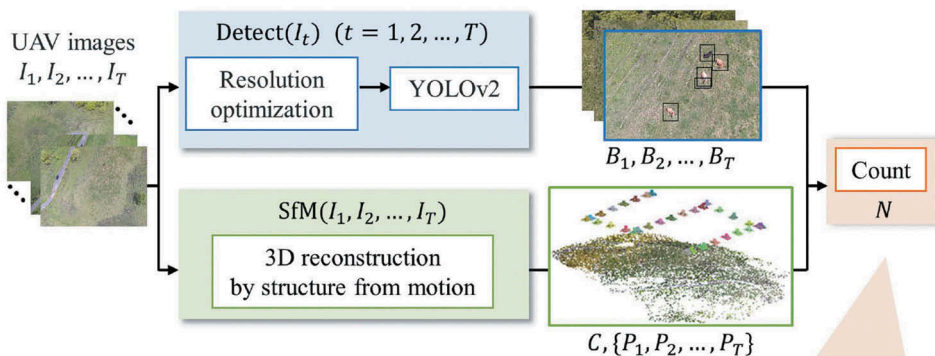 UAV images
I_1, I_2, ..., I_T
Detect(I_t) (t = 1, 2, ..., T)
Resolution
optimization
YOLOv2
B_1, B_2, ..., B_T
SfM(I_1, I_2, ..., I_T)
3D reconstruction
by structure from motion
C, {P_1, P_2, ..., P_T}
Count
N